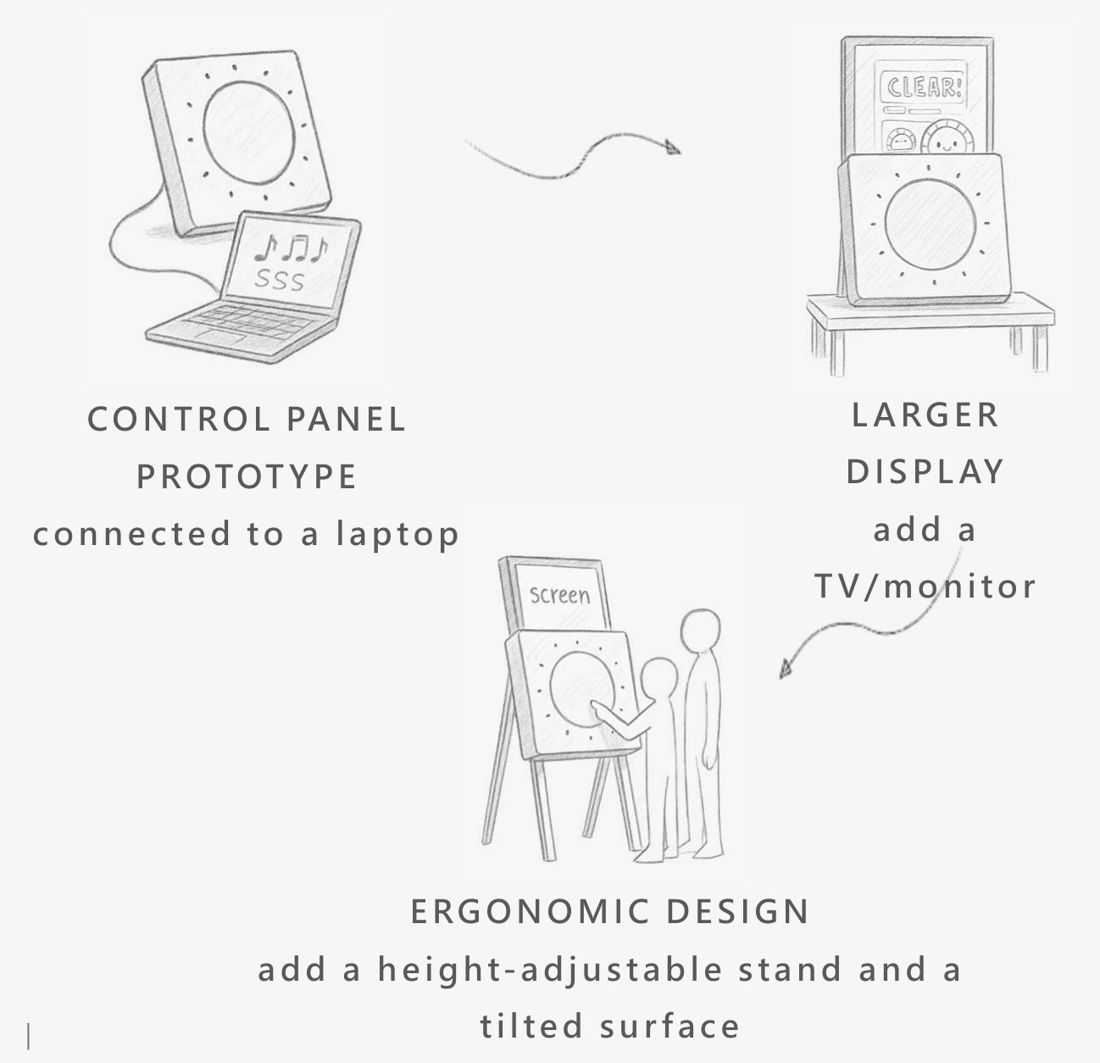 SSS
CONTROL PANEL
PROTOTYPE
connected to a laptop
CLEAR!
LARGER
DISPLAY
add a
TV/monitor
screen
ERGONOMIC DESIGN
add a height-adjustable stand and a
tilted surface